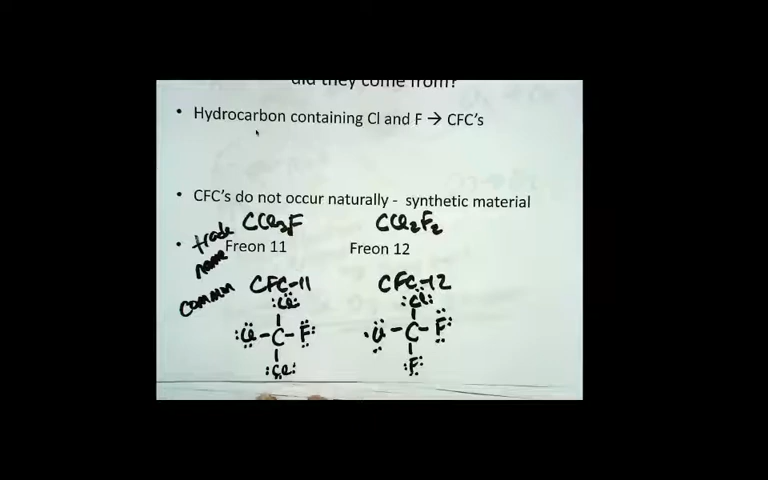 did they come from?
• Hydrocarbon containing Cl and F → CFC's
• CFC's do not occur naturally - synthetic material
CCl3F CCl2F2
• trade name Freon 11 Freon 12
common CFC-11 CFC-12
:Cl: :Cl:
:Cl-C-F: :Cl-C-F:
:Cl: :F: